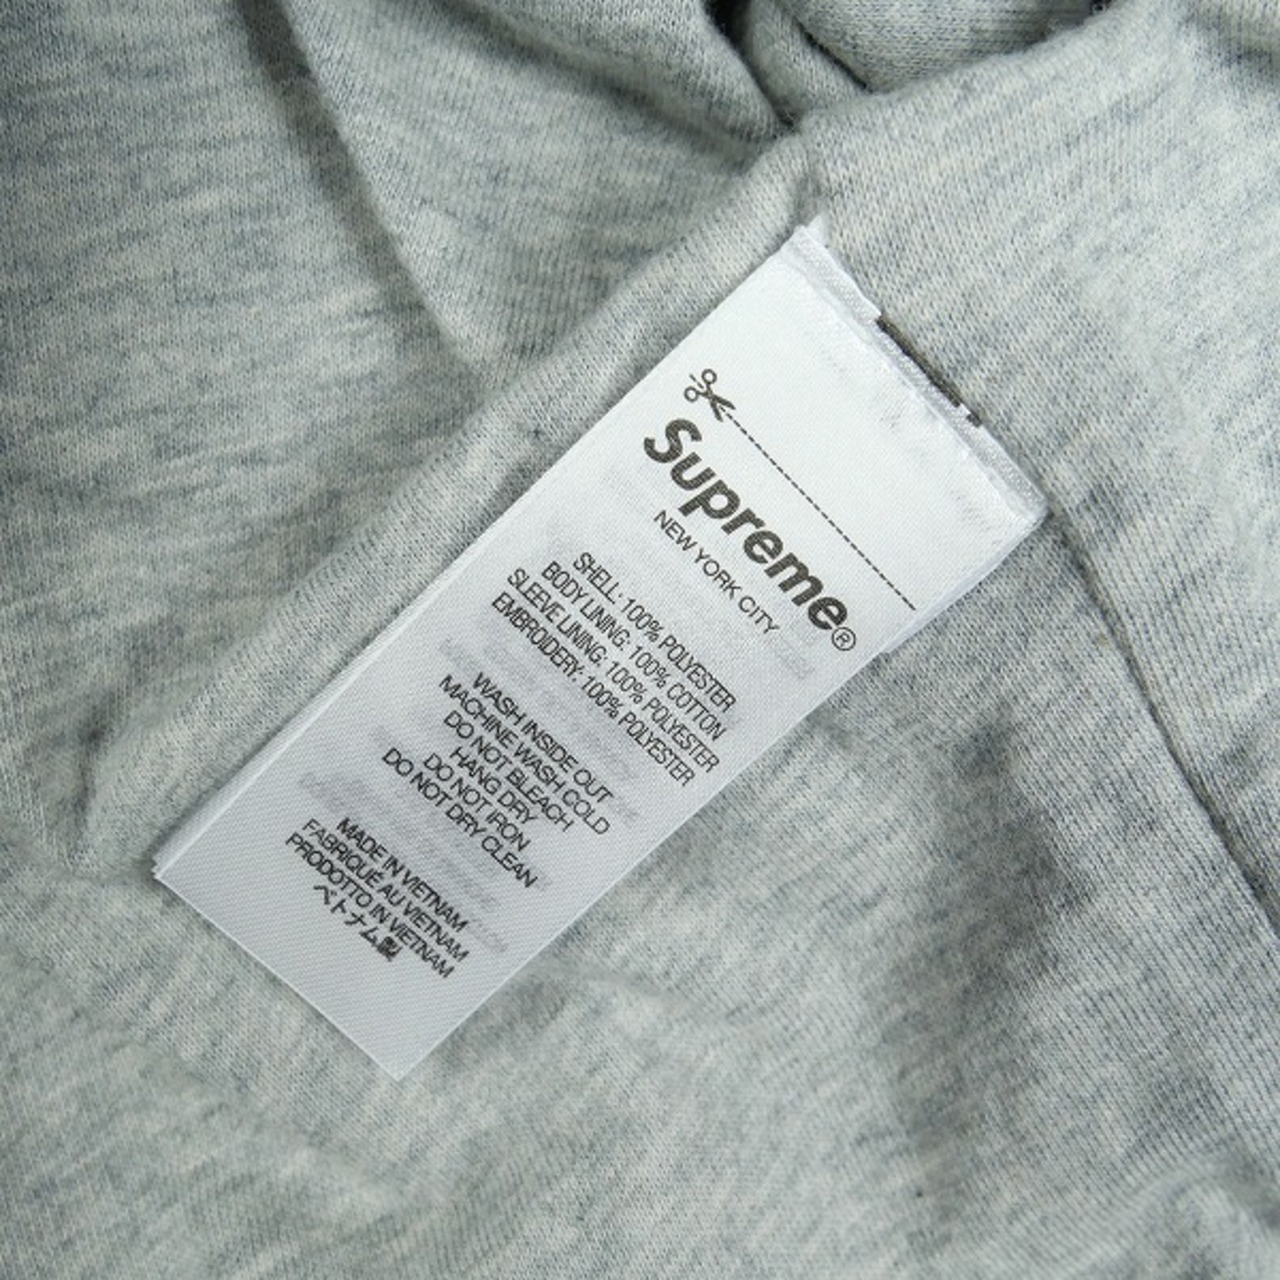 Supreme®
NEW YORK CITY
SHELL: 100% POLYESTER
BODY LINING: 100% COTTON
SLEEVE LINING: 100% POLYESTER
EMBROIDERY: 100% POLYESTER
WASH INSIDE OUT
MACHINE WASH COLD
DO NOT BLEACH
HANG DRY
DO NOT IRON
DO NOT DRY CLEAN
MADE IN VIETNAM
FABRIQUÉ AU VIETNAM
PRODOTTO IN VIETNAM
ベトナム製